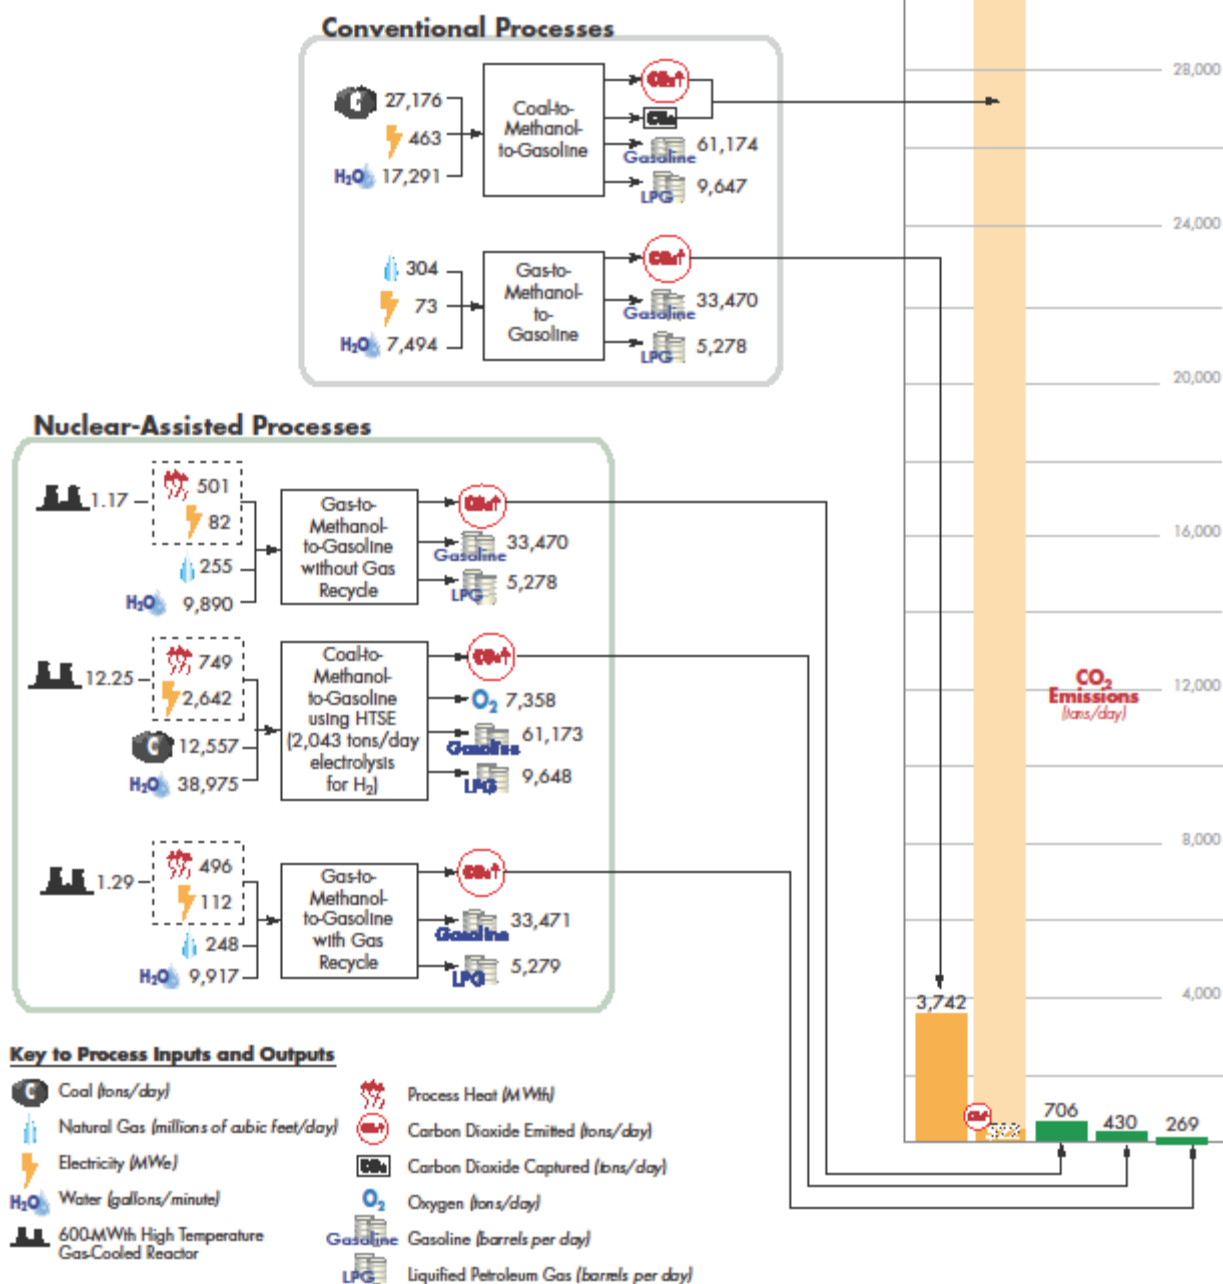 Conventional Processes
28,000
27,176
463
H2O 17,291
Coal-to-
Methanol-
to-Gasoline
CO2
CO2
Gasoline 61,174
LPG 9,647
24,000
304
73
H2O 7,494
Gas-to-
Methanol-
to-
Gasoline
CO2
Gasoline 33,470
LPG 5,278
20,000
Nuclear-Assisted Processes
1.17
501
82
255
H2O 9,890
Gas-to-
Methanol-
to-Gasoline
without Gas
Recycle
CO2
Gasoline 33,470
LPG 5,278
16,000
12.25
749
2,642
C 12,557
H2O 38,975
Coal-to-
Methanol-
to-Gasoline
using HTSE
(2,043 tons/day
electrolysis
for H2)
CO2
O2 7,358
Gasoline 61,173
LPG 9,648
CO2
Emissions
(tons/day)
12,000
8,000
1.29
496
112
248
H2O 9,917
Gas-to-
Methanol-
to-Gasoline
with Gas
Recycle
CO2
Gasoline 33,471
LPG 5,279
4,000
3,742
CO2
706
430
269
Key to Process Inputs and Outputs
C Coal (tons/day)
Natural Gas (millions of cubic feet/day)
Electricity (MWe)
H2O Water (gallons/minute)
600-MWth High Temperature
Gas-Cooled Reactor
Process Heat (MWth)
CO2 Carbon Dioxide Emitted (tons/day)
CO2 Carbon Dioxide Captured (tons/day)
O2 Oxygen (tons/day)
Gasoline Gasoline (barrels per day)
LPG Liquified Petroleum Gas (barrels per day)